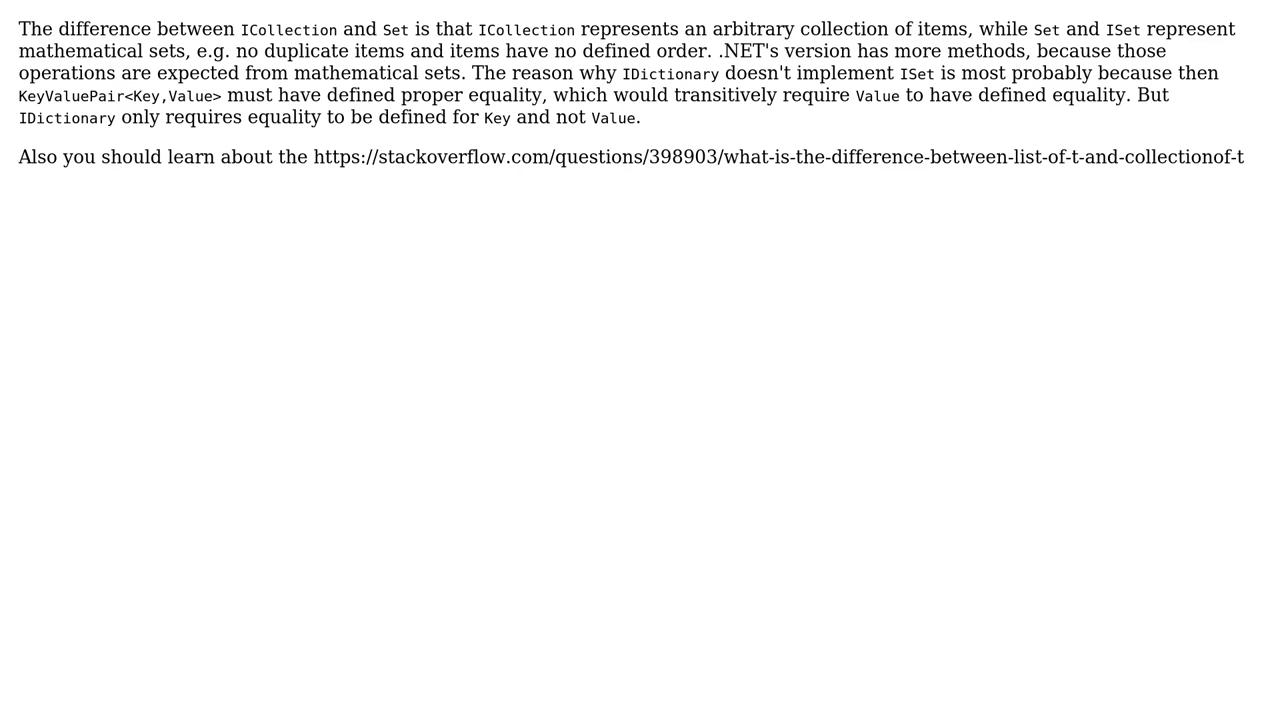 The difference between ICollection and Set is that ICollection represents an arbitrary collection of items, while Set and ISet represent
mathematical sets, e.g. no duplicate items and items have no defined order. .NET's version has more methods, because those
operations are expected from mathematical sets. The reason why IDictionary doesn't implement ISet is most probably because then
KeyValuePair<Key,Value> must have defined proper equality, which would transitively require Value to have defined equality. But
IDictionary only requires equality to be defined for Key and not Value.
Also you should learn about the https://stackoverflow.com/questions/398903/what-is-the-difference-between-list-of-t-and-collectionof-t